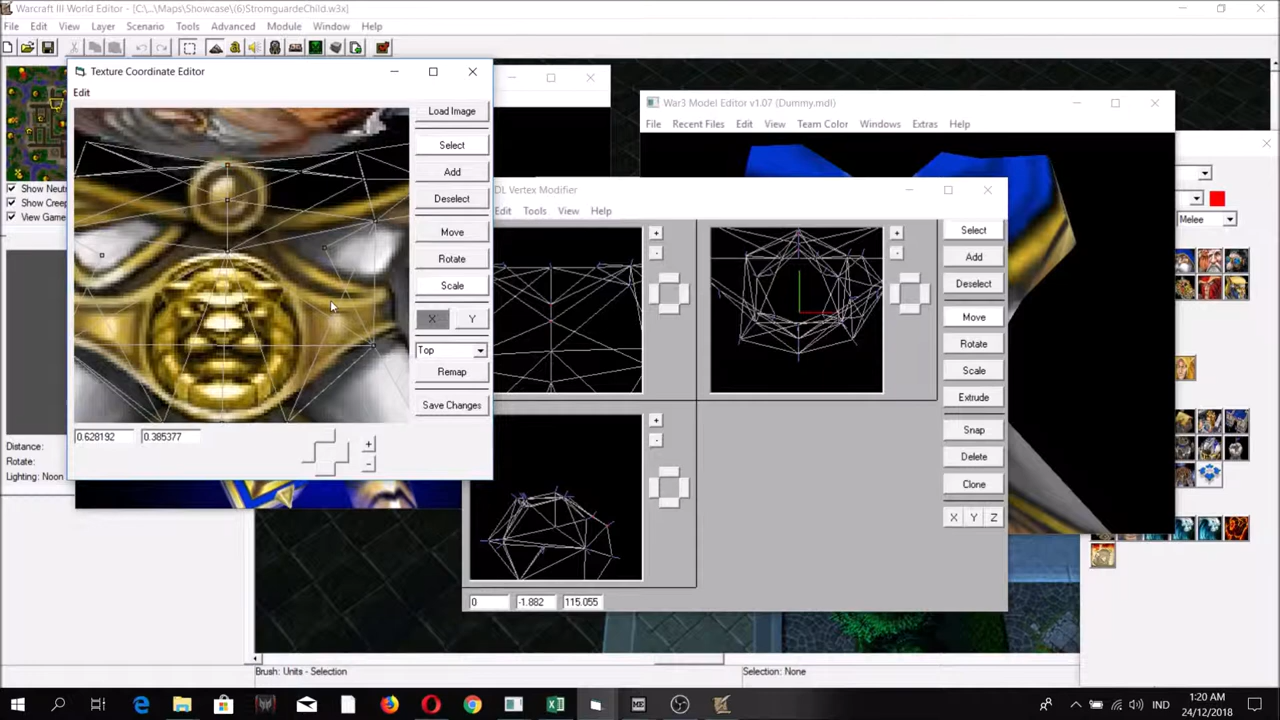 Warcraft III World Editor - [C:\...\Maps\Showcase\(6)StromguardeChild.w3x]
File Edit View Layer Scenario Tools Advanced Module Window Help
Texture Coordinate Editor
Edit
Load Image
Select
Add
Deselect
Move
Rotate
Scale
X Y
Top
Remap
Save Changes
0.628192 0.385377
+
-
Show Neutr
Show Creep
View Game
Distance:
Rotate:
Lighting: Noon
War3 Model Editor v1.07 (Dummy.mdl)
File Recent Files Edit View Team Color Windows Extras Help
DL Vertex Modifier
Edit Tools View Help
+
-
+
-
+
-
Select
Add
Deselect
Move
Rotate
Scale
Extrude
Snap
Delete
Clone
X Y Z
0 -1.882 115.055
Melee
Brush: Units - Selection
Selection: None
ME
IND
1:20 AM
24/12/2018